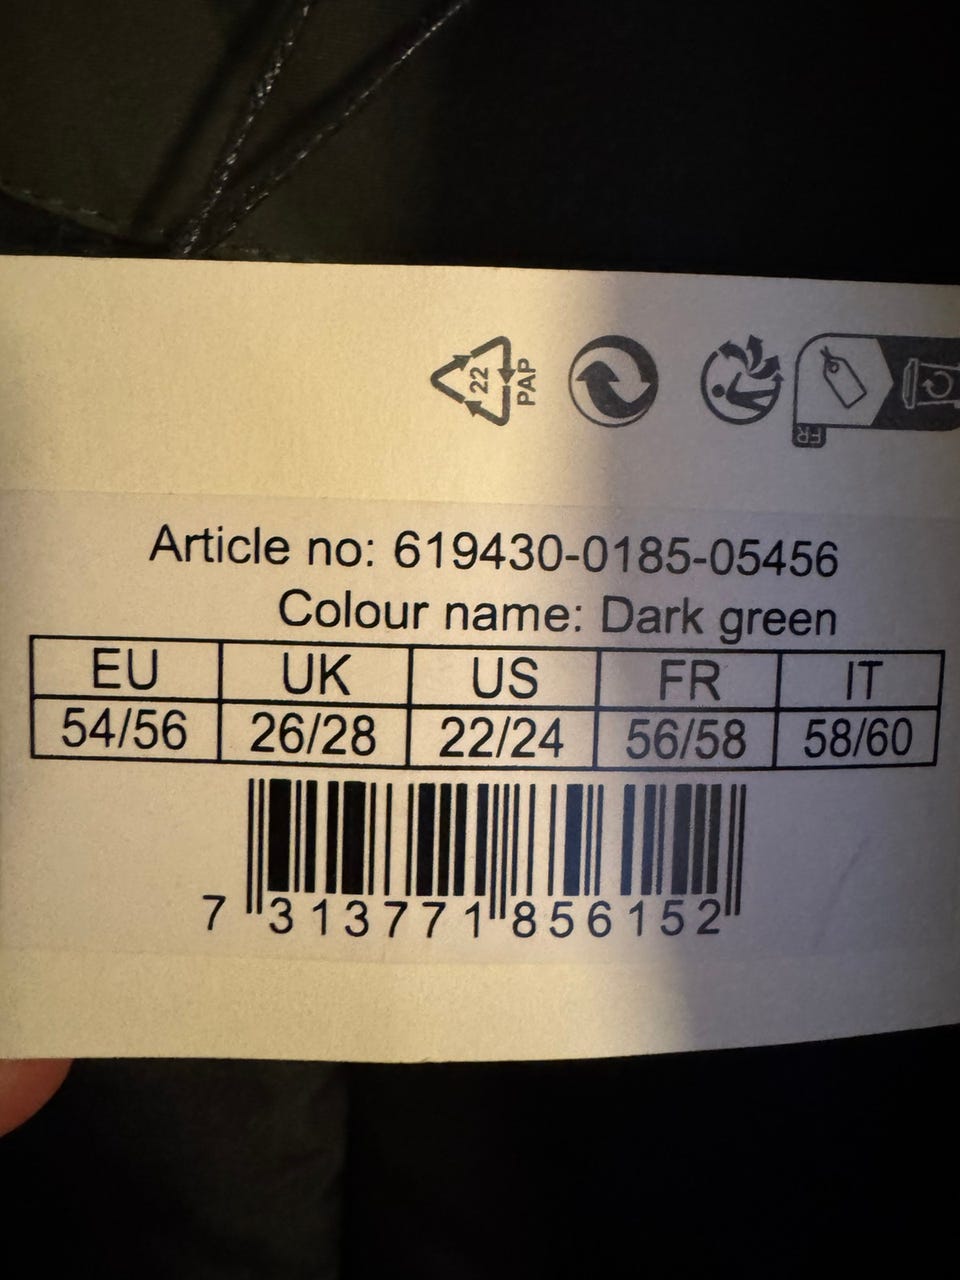 22
PAP
FR
Article no: 619430-0185-05456
Colour name: Dark green
EU UK US FR IT
54/56 26/28 22/24 56/58 58/60
7 313771 856152